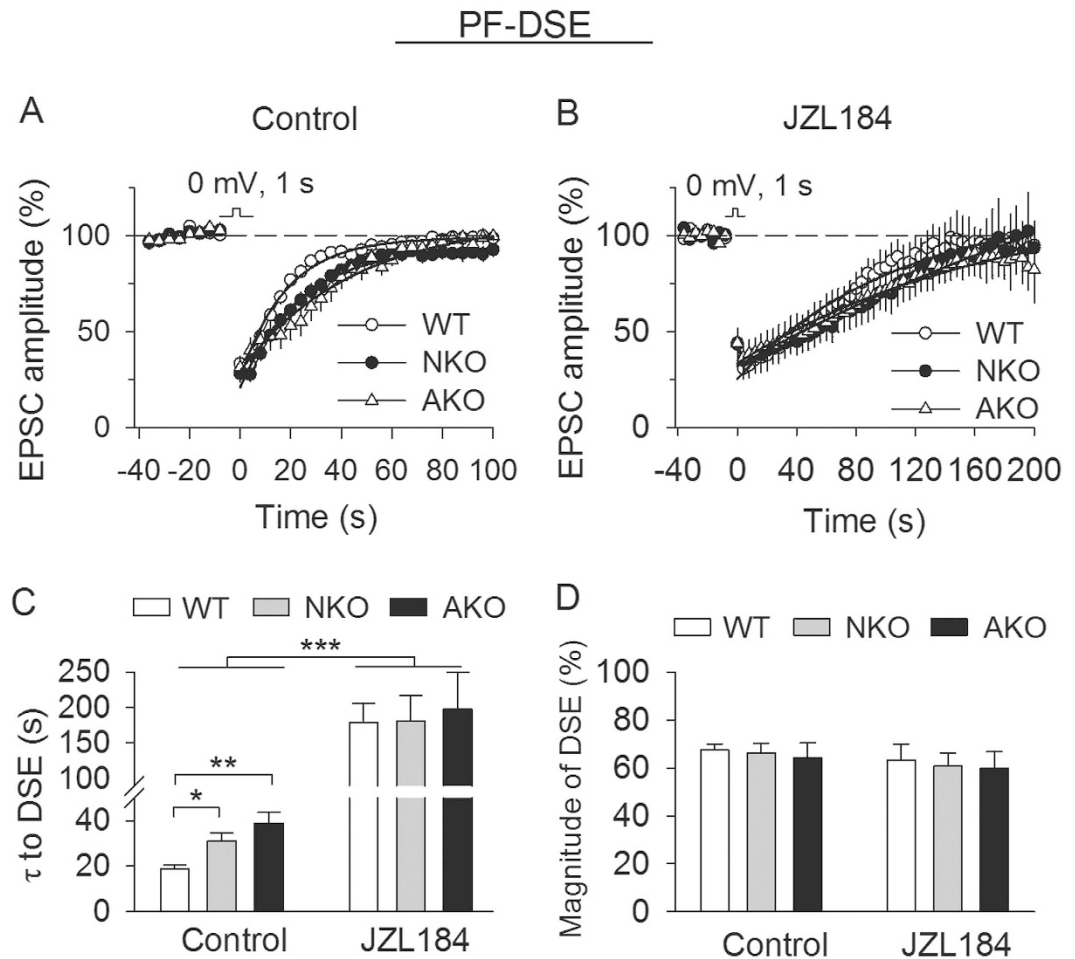 PF-DSE
A
Control
0 mV, 1 s
EPSC amplitude (%)
100
50
0
WT
NKO
AKO
-40 -20 0 20 40 60 80 100
Time (s)
B
JZL184
0 mV, 1 s
EPSC amplitude (%)
100
50
0
WT
NKO
AKO
-40 0 40 80 120 160 200
Time (s)
C
WT NKO AKO
***
**
*
τ to DSE (s)
250
200
150
100
40
20
0
Control JZL184
D
WT NKO AKO
Magnitude of DSE (%)
100
80
60
40
20
0
Control JZL184